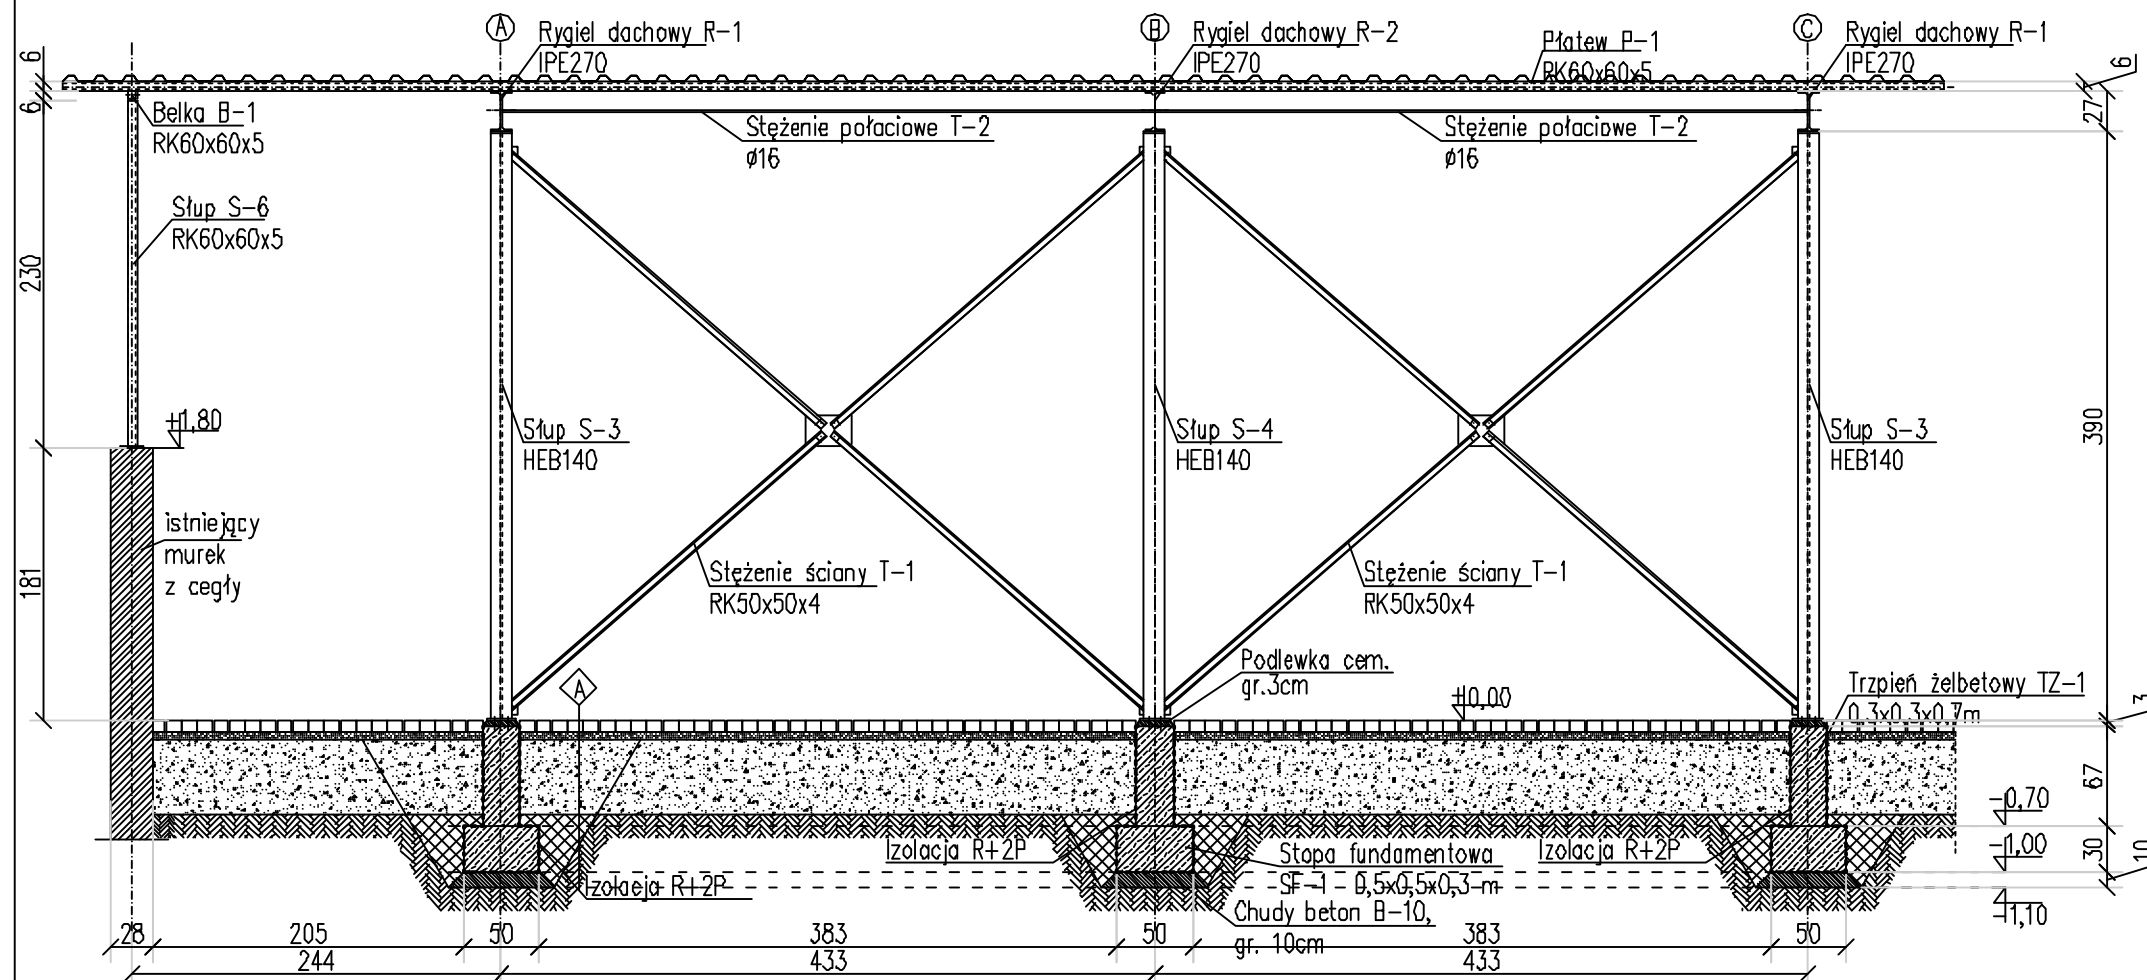 A
B
C
Rygiel dachowy R-1
IPE270
Rygiel dachowy R-2
IPE270
Płatew P-1
RK60x60x5
Rygiel dachowy R-1
IPE270
6
6
6
27
Belka B-1
RK60x60x5
Stężenie połaciowe T-2
ø16
Stężenie połaciowe T-2
ø16
Słup S-6
RK60x60x5
230
+1,80
Słup S-3
HEB140
Słup S-4
HEB140
Słup S-3
HEB140
390
istniejący
murek
z cegły
181
Stężenie ściany T-1
RK50x50x4
Stężenie ściany T-1
RK50x50x4
A
Podlewka cem.
gr.3cm
±0,00
Trzpień żelbetowy TZ-1
0,3x0,3x0,7m
3
67
-0,70
-1,00
30
10
-1,10
Izolacja R+2P
Izolacja R+2P
Izolacja R+2P
Stopa fundamentowa
SF-1 0,5x0,5x0,3 m
Chudy beton B-10,
gr. 10cm
28
205
50
383
50
383
50
244
433
433